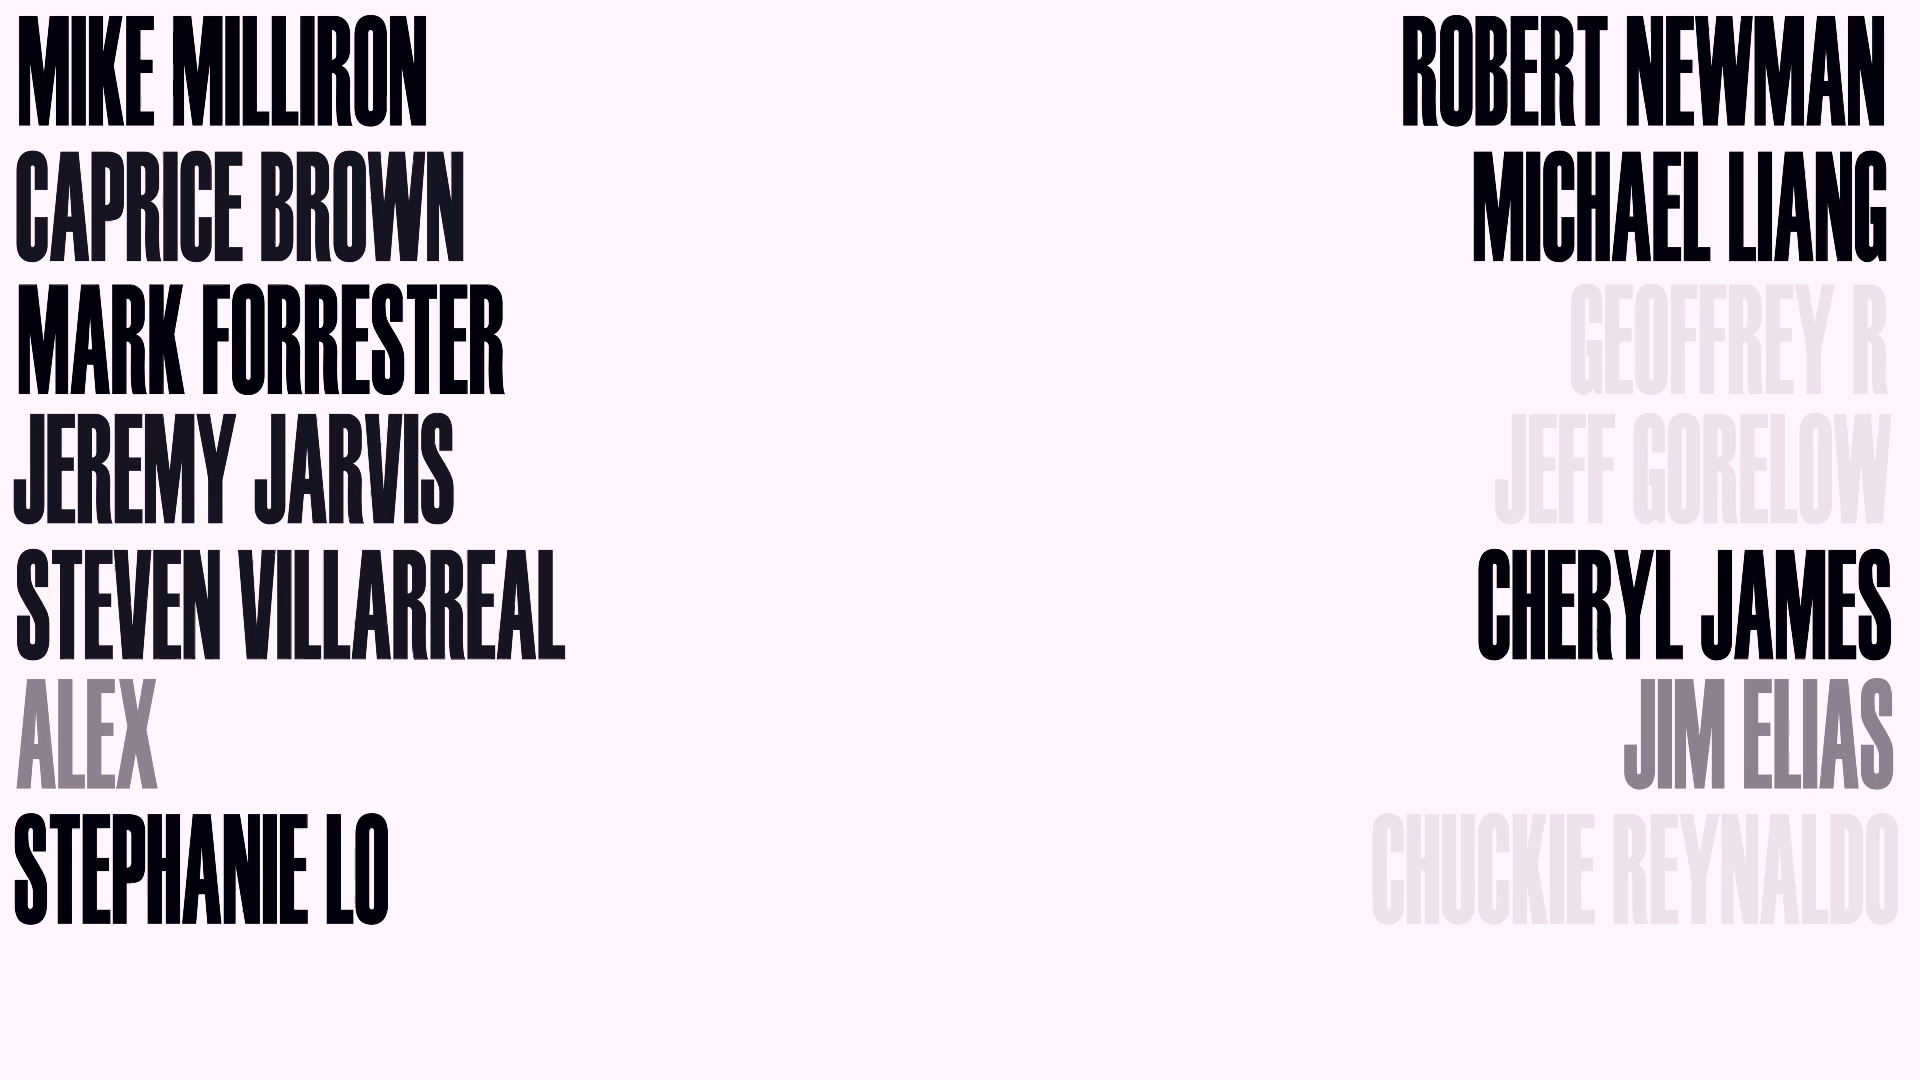 MIKE MILLIRON
CAPRICE BROWN
MARK FORRESTER
JEREMY JARVIS
STEVEN VILLARREAL
ALEX
STEPHANIE LO
ROBERT NEWMAN
MICHAEL LIANG
GEOFFREY R
JEFF GORELOW
CHERYL JAMES
JIM ELIAS
CHUCKIE REYNALDO